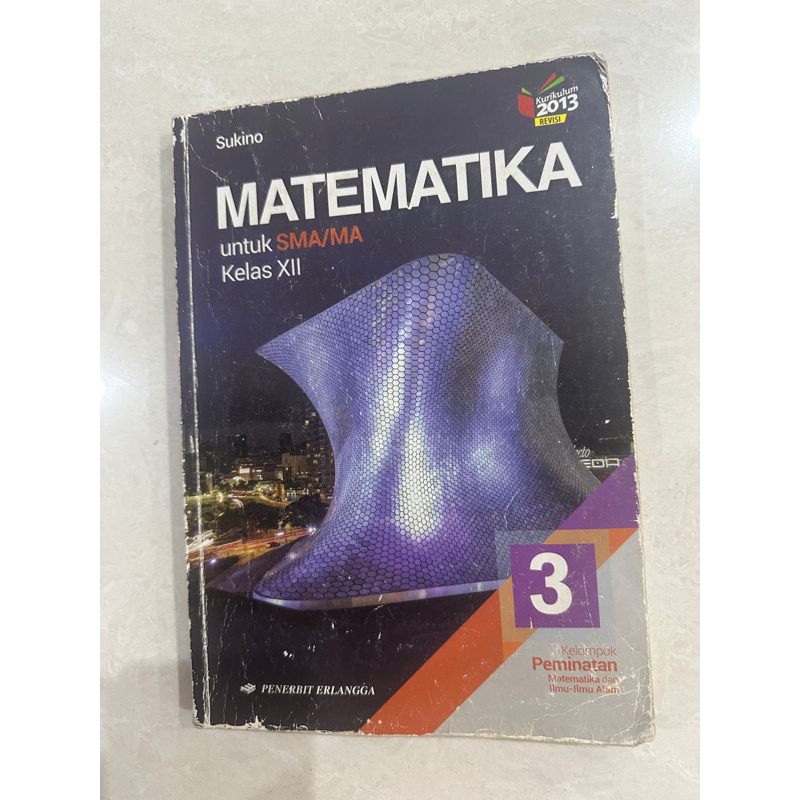 Kurikulum
2013
REVISI
Sukino
MATEMATIKA
untuk SMA/MA
Kelas XII
3
Kelompok
Peminatan
Matematika dan
Ilmu-Ilmu Alam
PENERBIT ERLANGGA